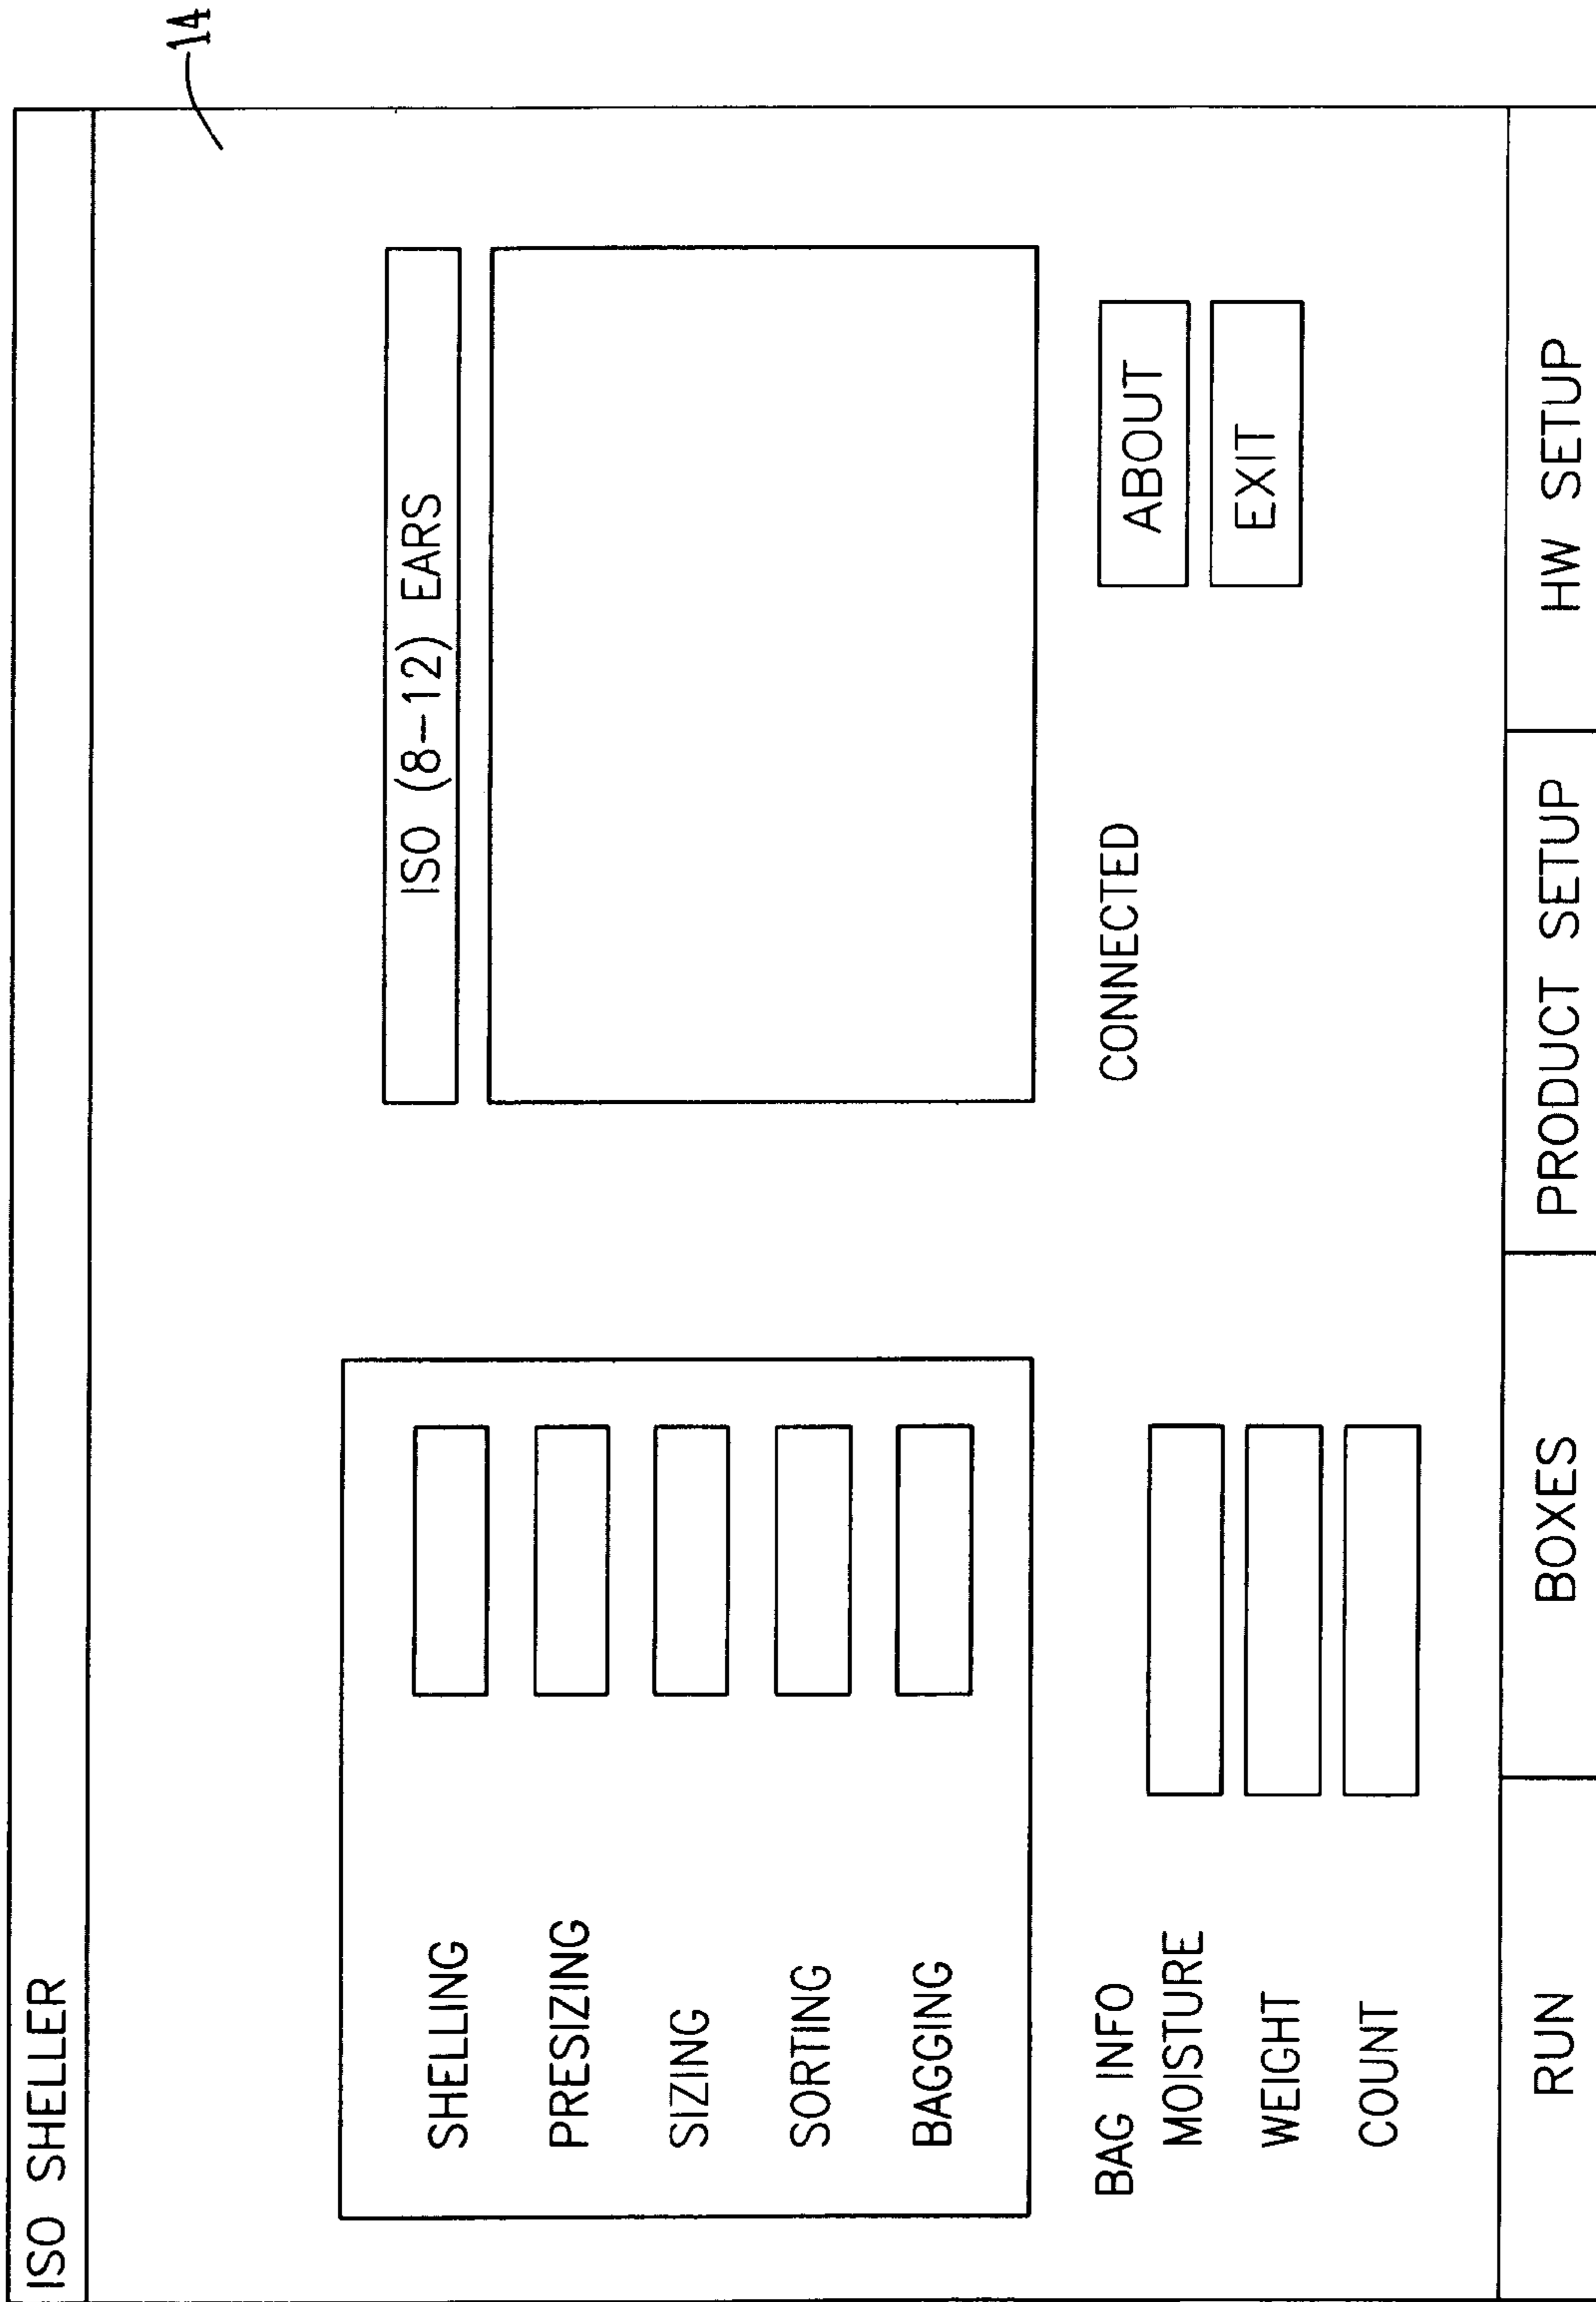 ISO SHELLER
14
SHELLING
PRESIZING
SIZING
SORTING
BAGGING
BAG INFO
MOISTURE
WEIGHT
COUNT
ISO (8-12) EARS
CONNECTED
ABOUT
EXIT
RUN
BOXES
PRODUCT SETUP
HW SETUP